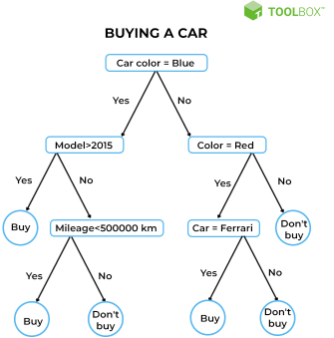 TOOLBOX™
BUYING A CAR
Car color = Blue
Yes
No
Model>2015
Color = Red
Yes
No
Yes
No
Buy
Mileage<500000 km
Car = Ferrari
Don't
buy
Yes
No
Yes
No
Buy
Don't
buy
Buy
Don't
buy